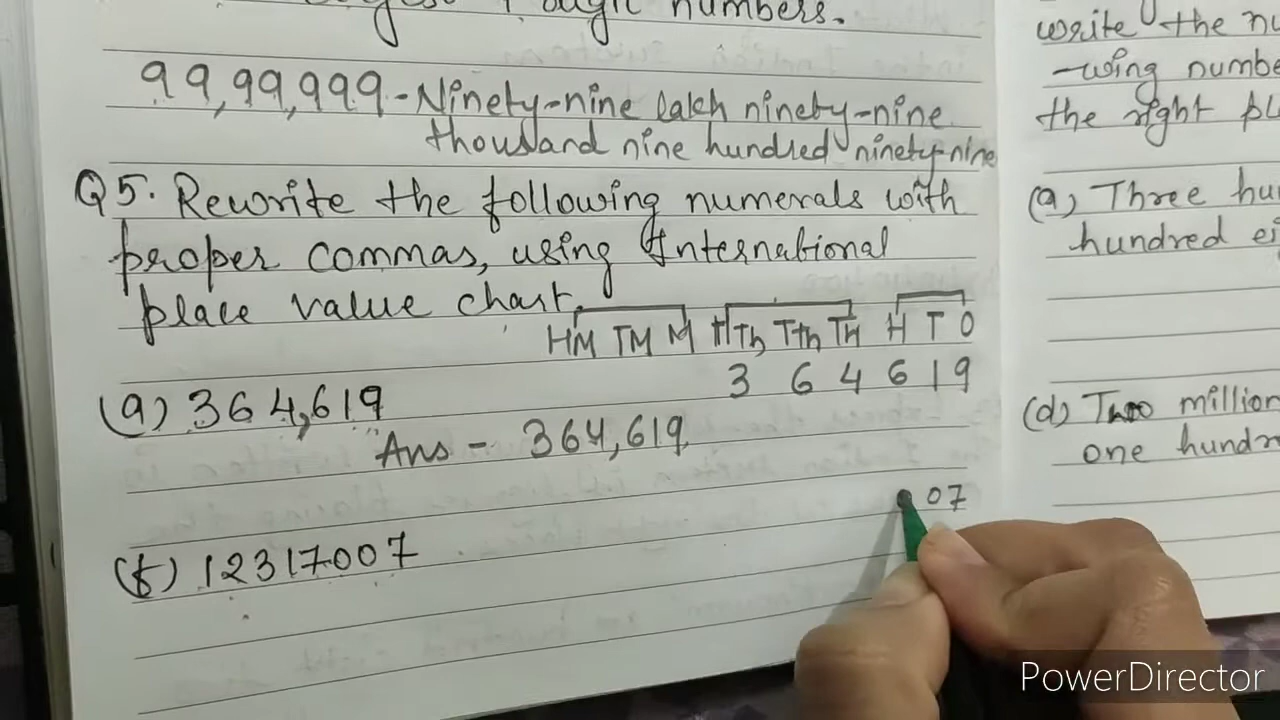 digit numbers.
99,99,999 - Ninety-nine lakh ninety-nine
thousand nine hundred ninety-nine
Q5. Rewrite the following numerals with
proper commas, using International
place value chart.
HM TM M HTh TTh Th H T O
3 6 4 6 1 9
(a) 364,619
Ans - 364,619
07
(b) 12317007
write the nu
-wing numbe
the right pl
(a) Three hu
hundred ei
(d) Two million
one hundr
PowerDirector